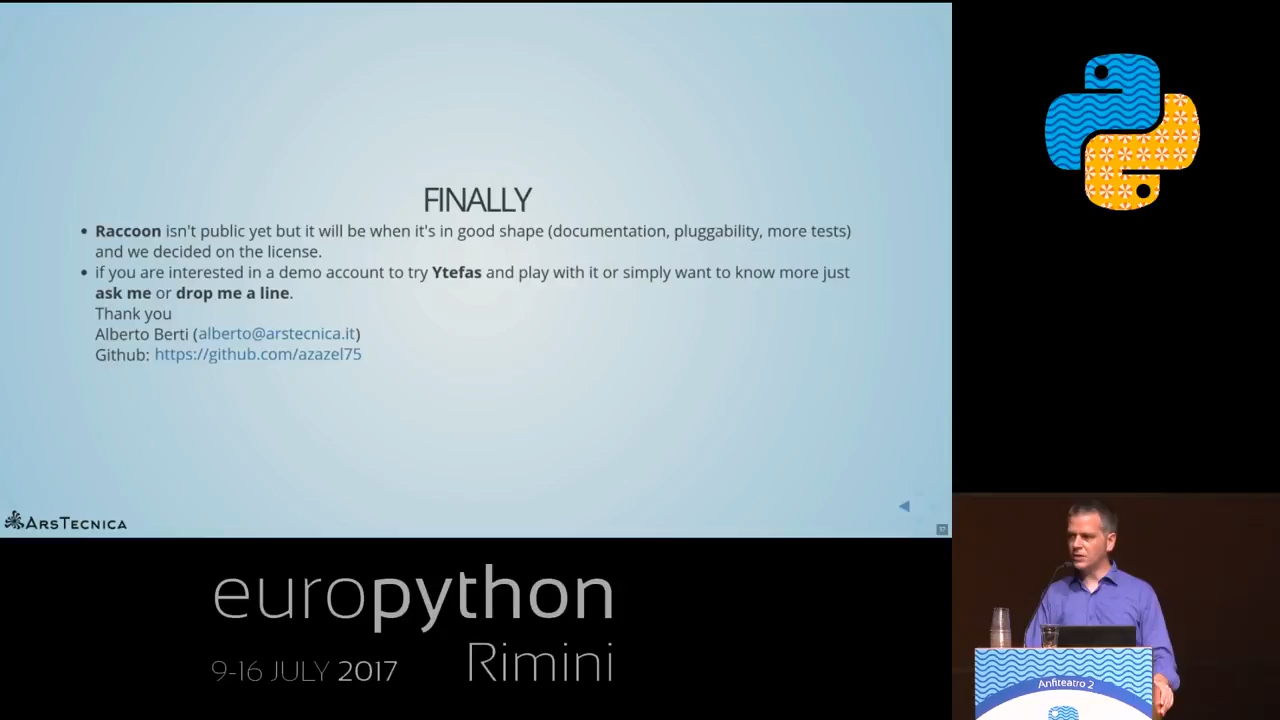 FINALLY
Raccoon isn't public yet but it will be when it's in good shape (documentation, pluggability, more tests)
and we decided on the license.
if you are interested in a demo account to try Ytefas and play with it or simply want to know more just
ask me or drop me a line.
Thank you
Alberto Berti (alberto@arstecnica.it)
Github: https://github.com/azazel75
ARSTECNICA
37
europython
9-16 JULY 2017
Rimini
Anfiteatro 2